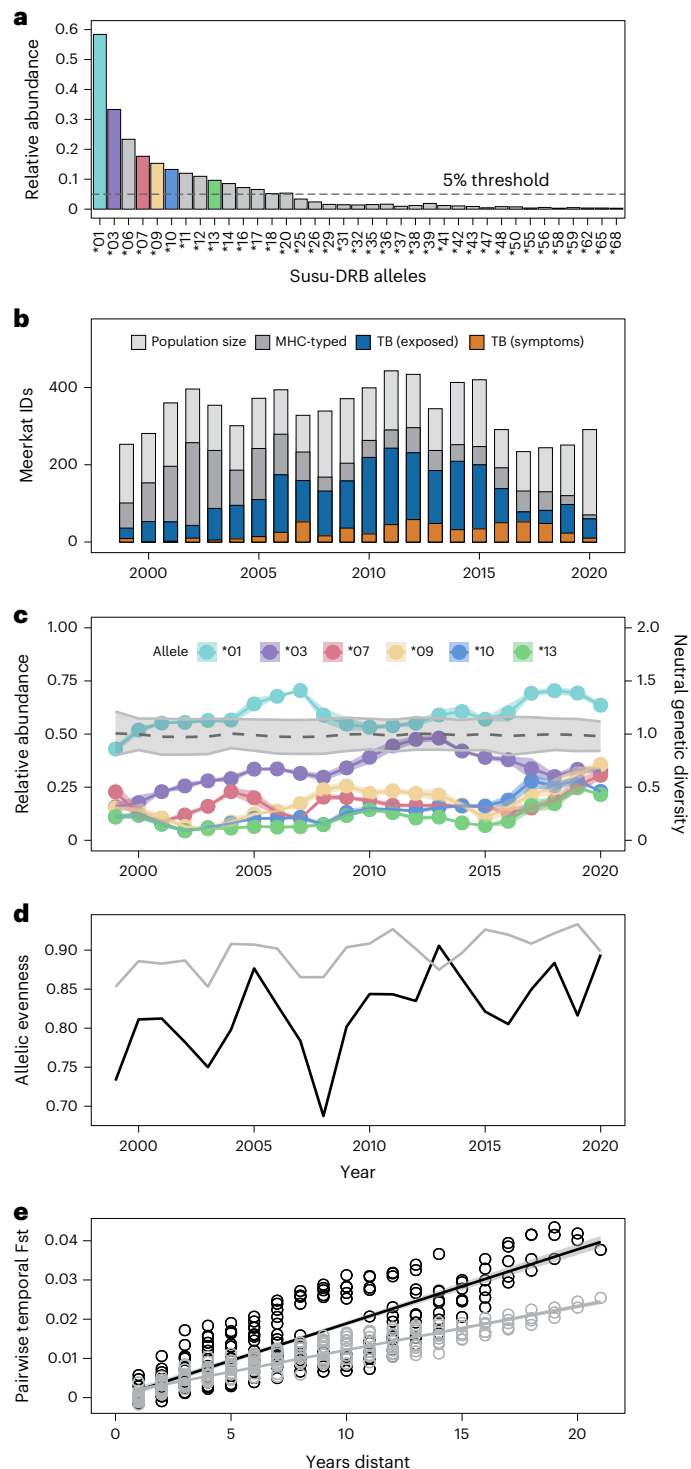 a
Relative abundance
0.6
0.5
0.4
0.3
0.2
0.1
0
5% threshold
*01 *03 *06 *07 *09 *10 *11 *12 *13 *14 *16 *17 *18 *20 *25 *26 *29 *31 *32 *35 *36 *37 *38 *39 *41 *42 *43 *47 *48 *50 *55 *56 *58 *59 *62 *65 *68
Susu-DRB alleles
b
Population size MHC-typed TB (exposed) TB (symptoms)
Meerkat IDs
400
200
0
2000 2005 2010 2015 2020
c
Allele *01 *03 *07 *09 *10 *13
Relative abundance
1.00
0.75
0.50
0.25
0
2.0
1.5
1.0
0.5
0
Neutral genetic diversity
2000 2005 2010 2015 2020
d
Allelic evenness
0.90
0.85
0.80
0.75
0.70
2000 2005 2010 2015 2020
Year
e
Pairwise temporal Fst
0.04
0.03
0.02
0.01
0
0 5 10 15 20
Years distant